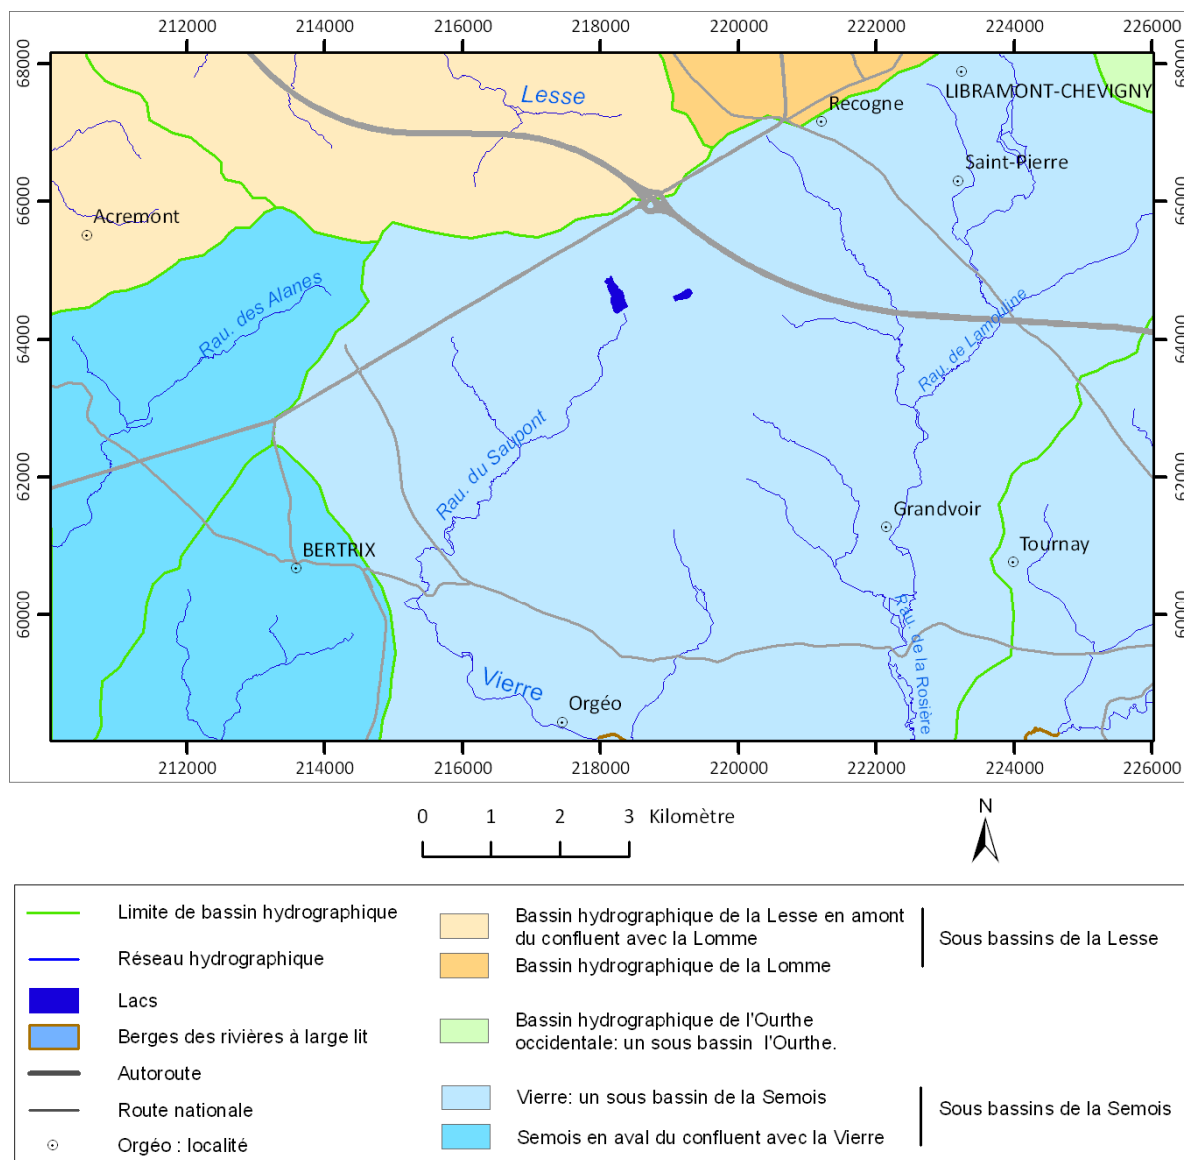 212000 214000 216000 218000 220000 222000 224000 226000
68000 68000
Lesse
LIBRAMONT-CHEVIGNY
Recogne
Saint-Pierre
66000 66000
Acremont
Rau. des Alanes
64000 64000
Rau. de Lamouline
Rau. du Saupont
62000 62000
Grandvoir
BERTRIX
Tournay
60000 60000
Rau. de la Rosière
Vierre
Orgéo
212000 214000 216000 218000 220000 222000 224000 226000
0 1 2 3 Kilomètre
N
Limite de bassin hydrographique
Réseau hydrographique
Lacs
Berges des rivières à large lit
Autoroute
Route nationale
Orgéo : localité
Bassin hydrographique de la Lesse en amont
du confluent avec la Lomme
Bassin hydrographique de la Lomme
Sous bassins de la Lesse
Bassin hydrographique de l'Ourthe
occidentale: un sous bassin l'Ourthe.
Vierre: un sous bassin de la Semois
Semois en aval du confluent avec la Vierre
Sous bassins de la Semois